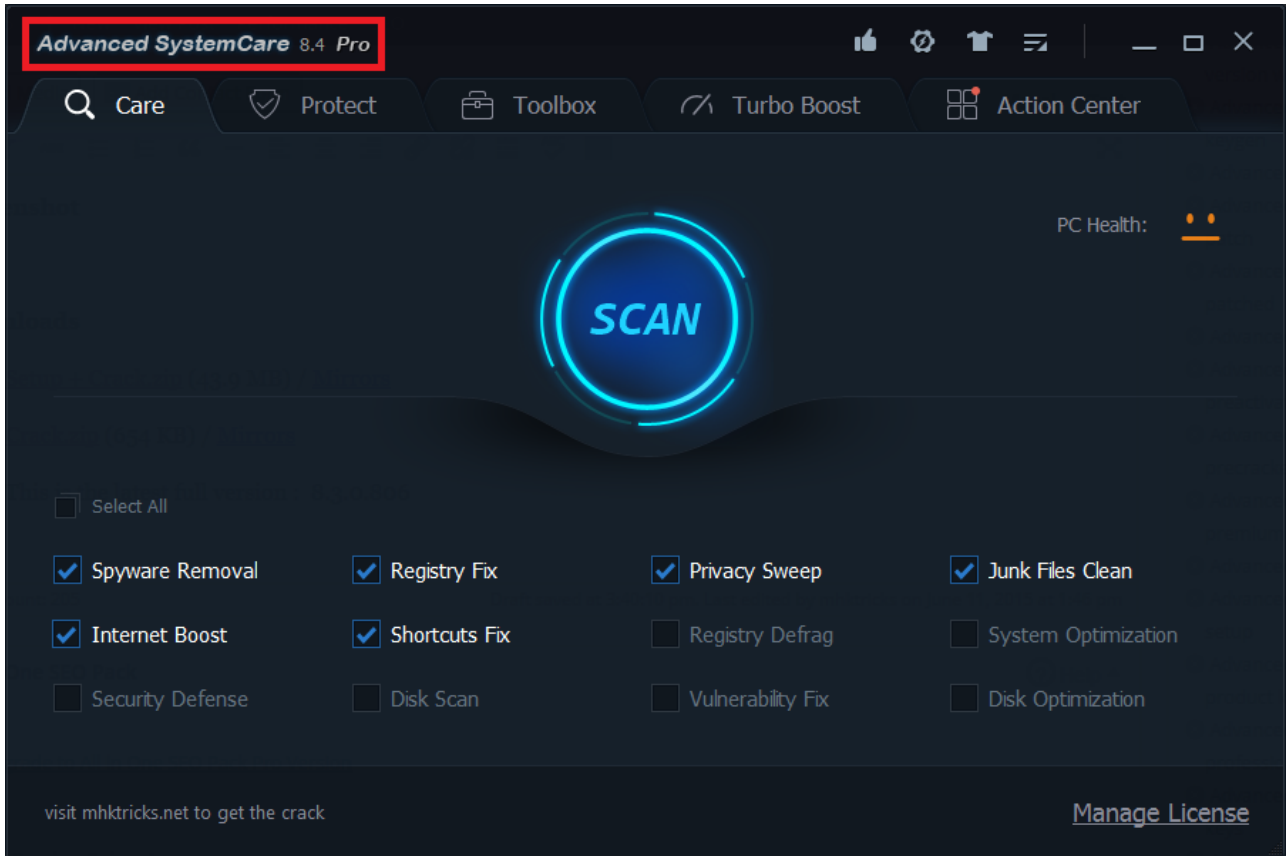 Advanced SystemCare 8.4 Pro
Care Protect Toolbox Turbo Boost Action Center
PC Health:
SCAN
Select All
Spyware Removal Registry Fix Privacy Sweep Junk Files Clean
Internet Boost Shortcuts Fix Registry Defrag System Optimization
Security Defense Disk Scan Vulnerability Fix Disk Optimization
visit mhktricks.net to get the crack Manage License